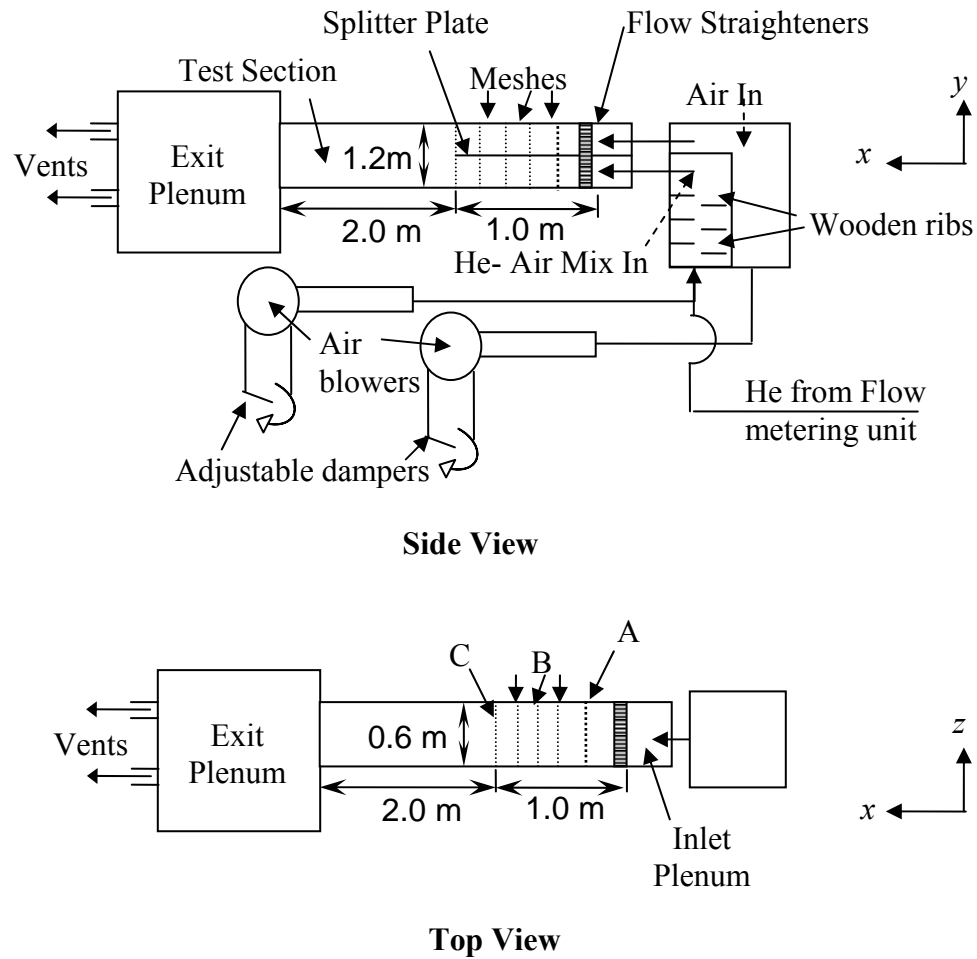 Splitter Plate
Flow Straighteners
Test Section
Meshes
Air In
y
Vents
Exit
Plenum
1.2m
x
2.0 m
1.0 m
Wooden ribs
He- Air Mix In
Air
blowers
He from Flow
metering unit
Adjustable dampers
Side View
A
C
B
Vents
Exit
Plenum
0.6 m
z
2.0 m
1.0 m
x
Inlet
Plenum
Top View